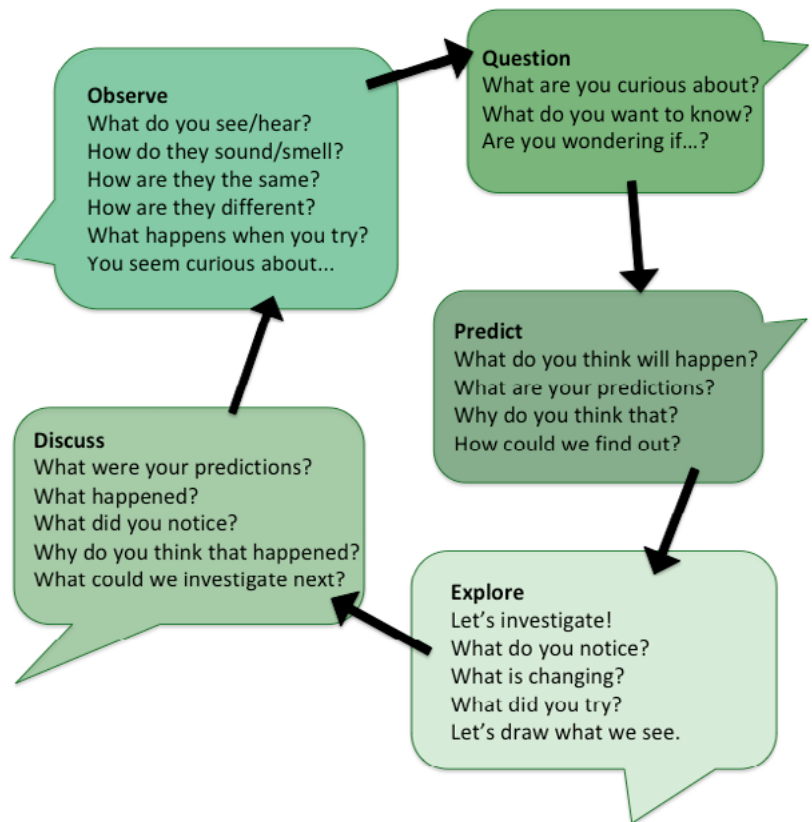 Observe
What do you see/hear?
How do they sound/smell?
How are they the same?
How are they different?
What happens when you try?
You seem curious about...
Question
What are you curious about?
What do you want to know?
Are you wondering if...?
Predict
What do you think will happen?
What are your predictions?
Why do you think that?
How could we find out?
Explore
Let's investigate!
What do you notice?
What is changing?
What did you try?
Let's draw what we see.
Discuss
What were your predictions?
What happened?
What did you notice?
Why do you think that happened?
What could we investigate next?